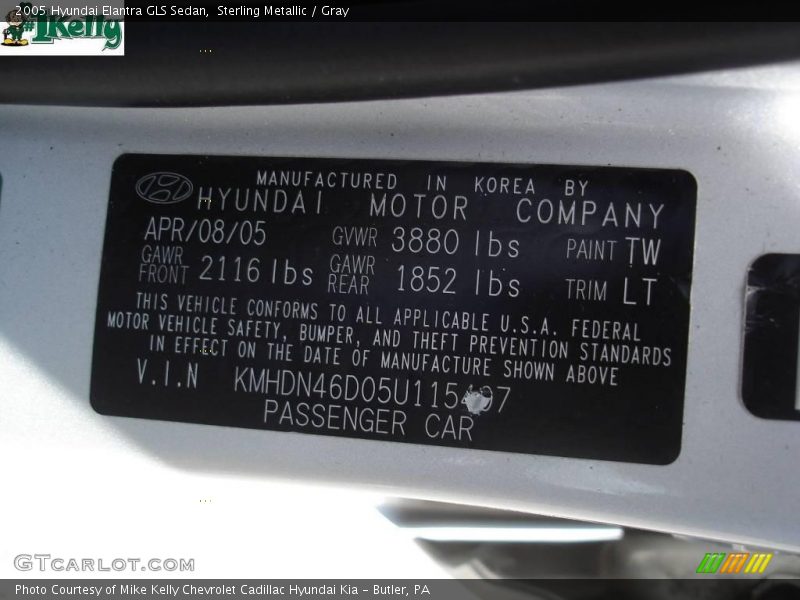 2005 Hyundai Elantra GLS Sedan, Sterling Metallic / Gray
Kelly
MANUFACTURED IN KOREA BY
HYUNDAI MOTOR COMPANY
APR/08/05 GVWR 3880 lbs PAINT TW
GAWR FRONT 2116 lbs GAWR REAR 1852 lbs TRIM LT
THIS VEHICLE CONFORMS TO ALL APPLICABLE U.S.A. FEDERAL
MOTOR VEHICLE SAFETY, BUMPER, AND THEFT PREVENTION STANDARDS
IN EFFECT ON THE DATE OF MANUFACTURE SHOWN ABOVE
V.I.N
PASSENGER CAR
GTCARLOT.COM
Photo Courtesy of Mike Kelly Chevrolet Cadillac Hyundai Kia - Butler, PA